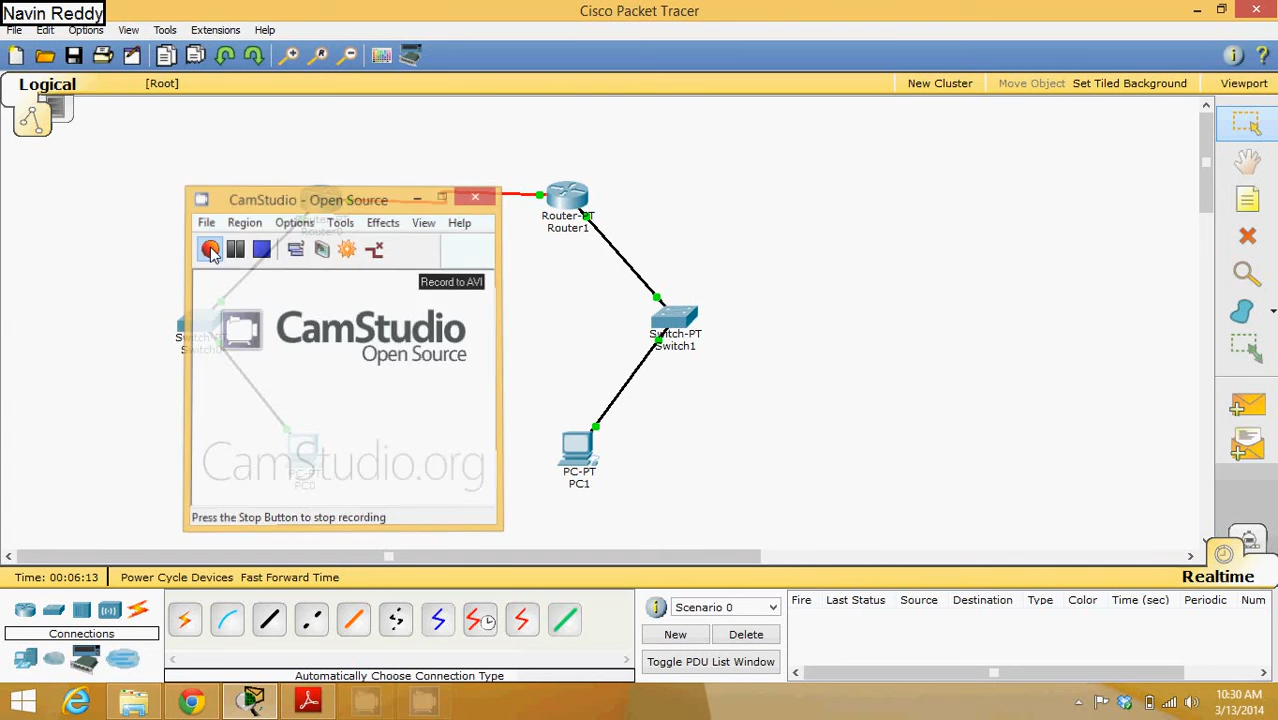 Navin Reddy
Cisco Packet Tracer
File Edit Options View Tools Extensions Help
Logical
[Root]
New Cluster
Move Object
Set Tiled Background
Viewport
CamStudio - Open Source
File Region Options Tools Effects View Help
Record to AVI
CamStudio
Open Source
CamStudio.org
Press the Stop Button to stop recording
Router-PT
Router1
Switch-PT
Switch1
PC-PT
PC1
PC-PT
PC0
Time: 00:06:13
Power Cycle Devices Fast Forward Time
Realtime
Connections
Automatically Choose Connection Type
Scenario 0
New
Delete
Toggle PDU List Window
Fire Last Status Source Destination Type Color Time (sec) Periodic Num
10:30 AM
3/13/2014